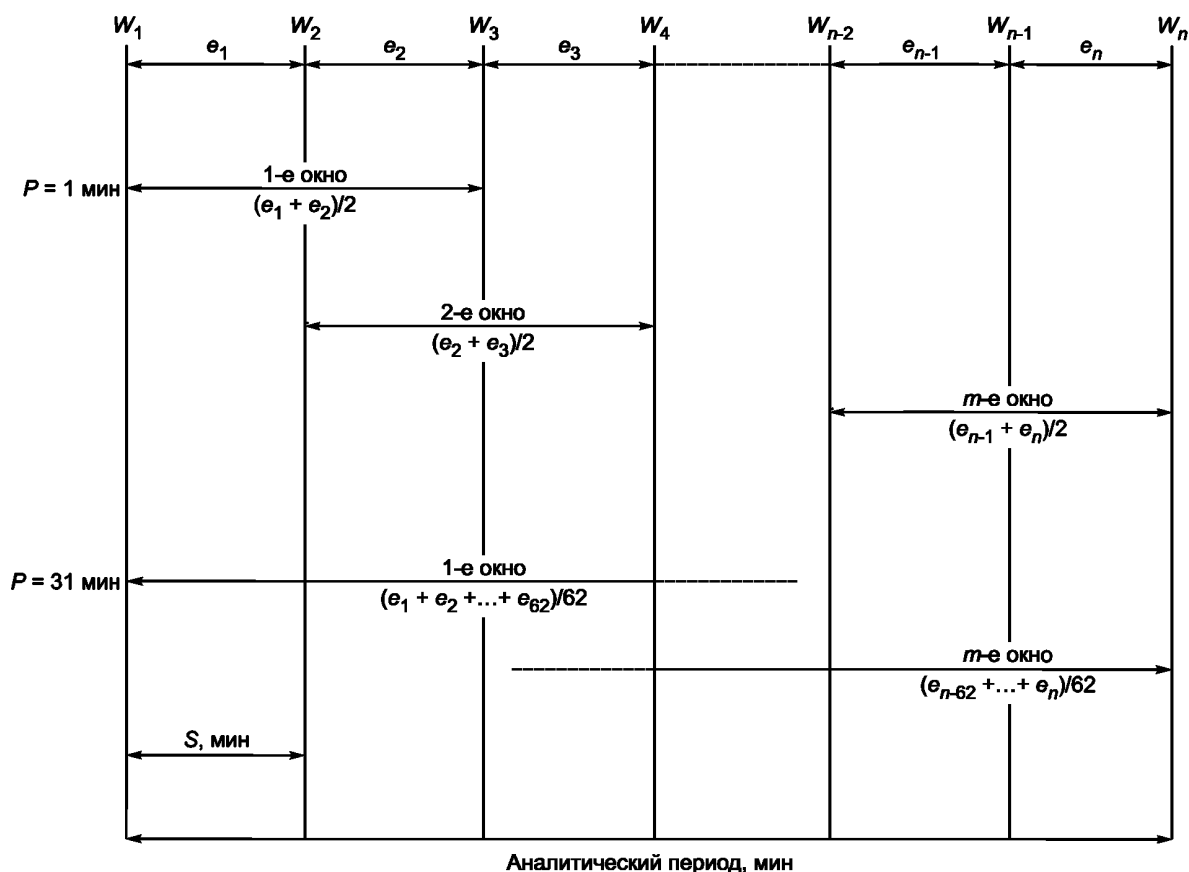 W1 W2 W3 W4 Wn-2 Wn-1 Wn
e1 e2 e3 en-1 en
P = 1 мин
1-е окно
(e1 + e2)/2
2-е окно
(e2 + e3)/2
m-е окно
(en-1 + en)/2
P = 31 мин
1-е окно
(e1 + e2 +...+ e62)/62
m-е окно
(en-62 +...+ en)/62
S, мин
Аналитический период, мин